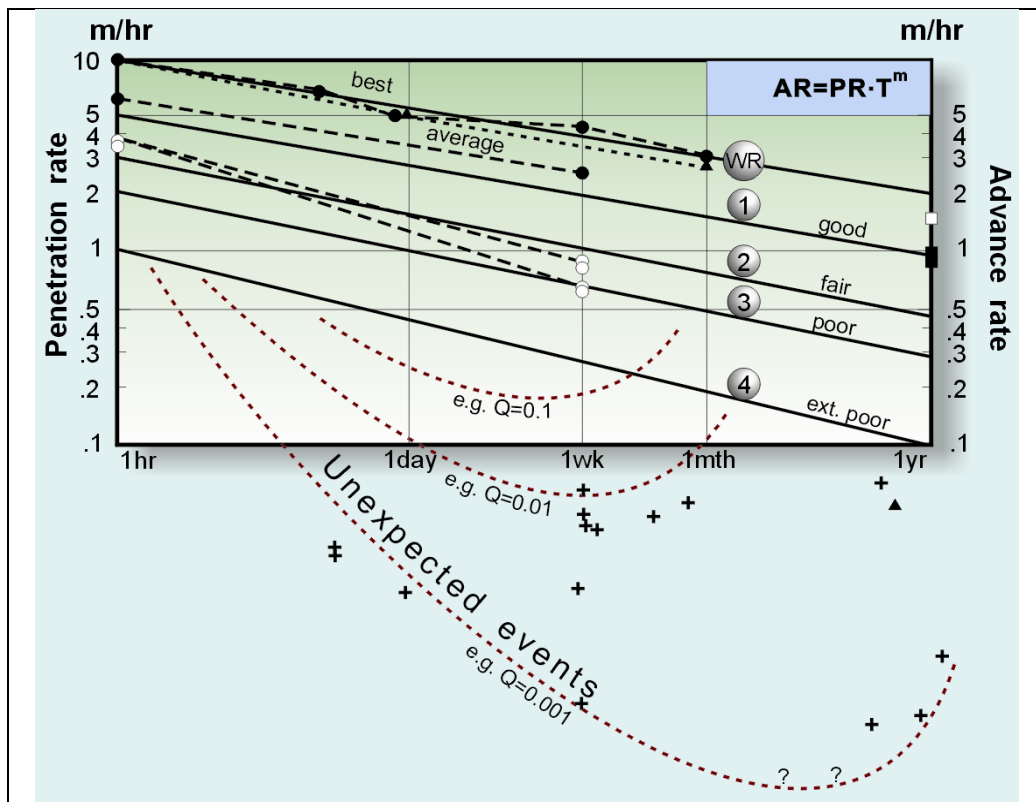 m/hr
m/hr
10
5
4
3
2
1
.5
.4
.3
.2
.1
Penetration rate
best
average
AR=PR·T^m
WR
1
good
2
fair
3
poor
4
ext. poor
5
4
3
2
1
.5
.4
.3
.2
.1
Advance rate
1hr
1day
1wk
1mth
1yr
e.g. Q=0.1
e.g. Q=0.01
Unexpected events
e.g. Q=0.001
?
?